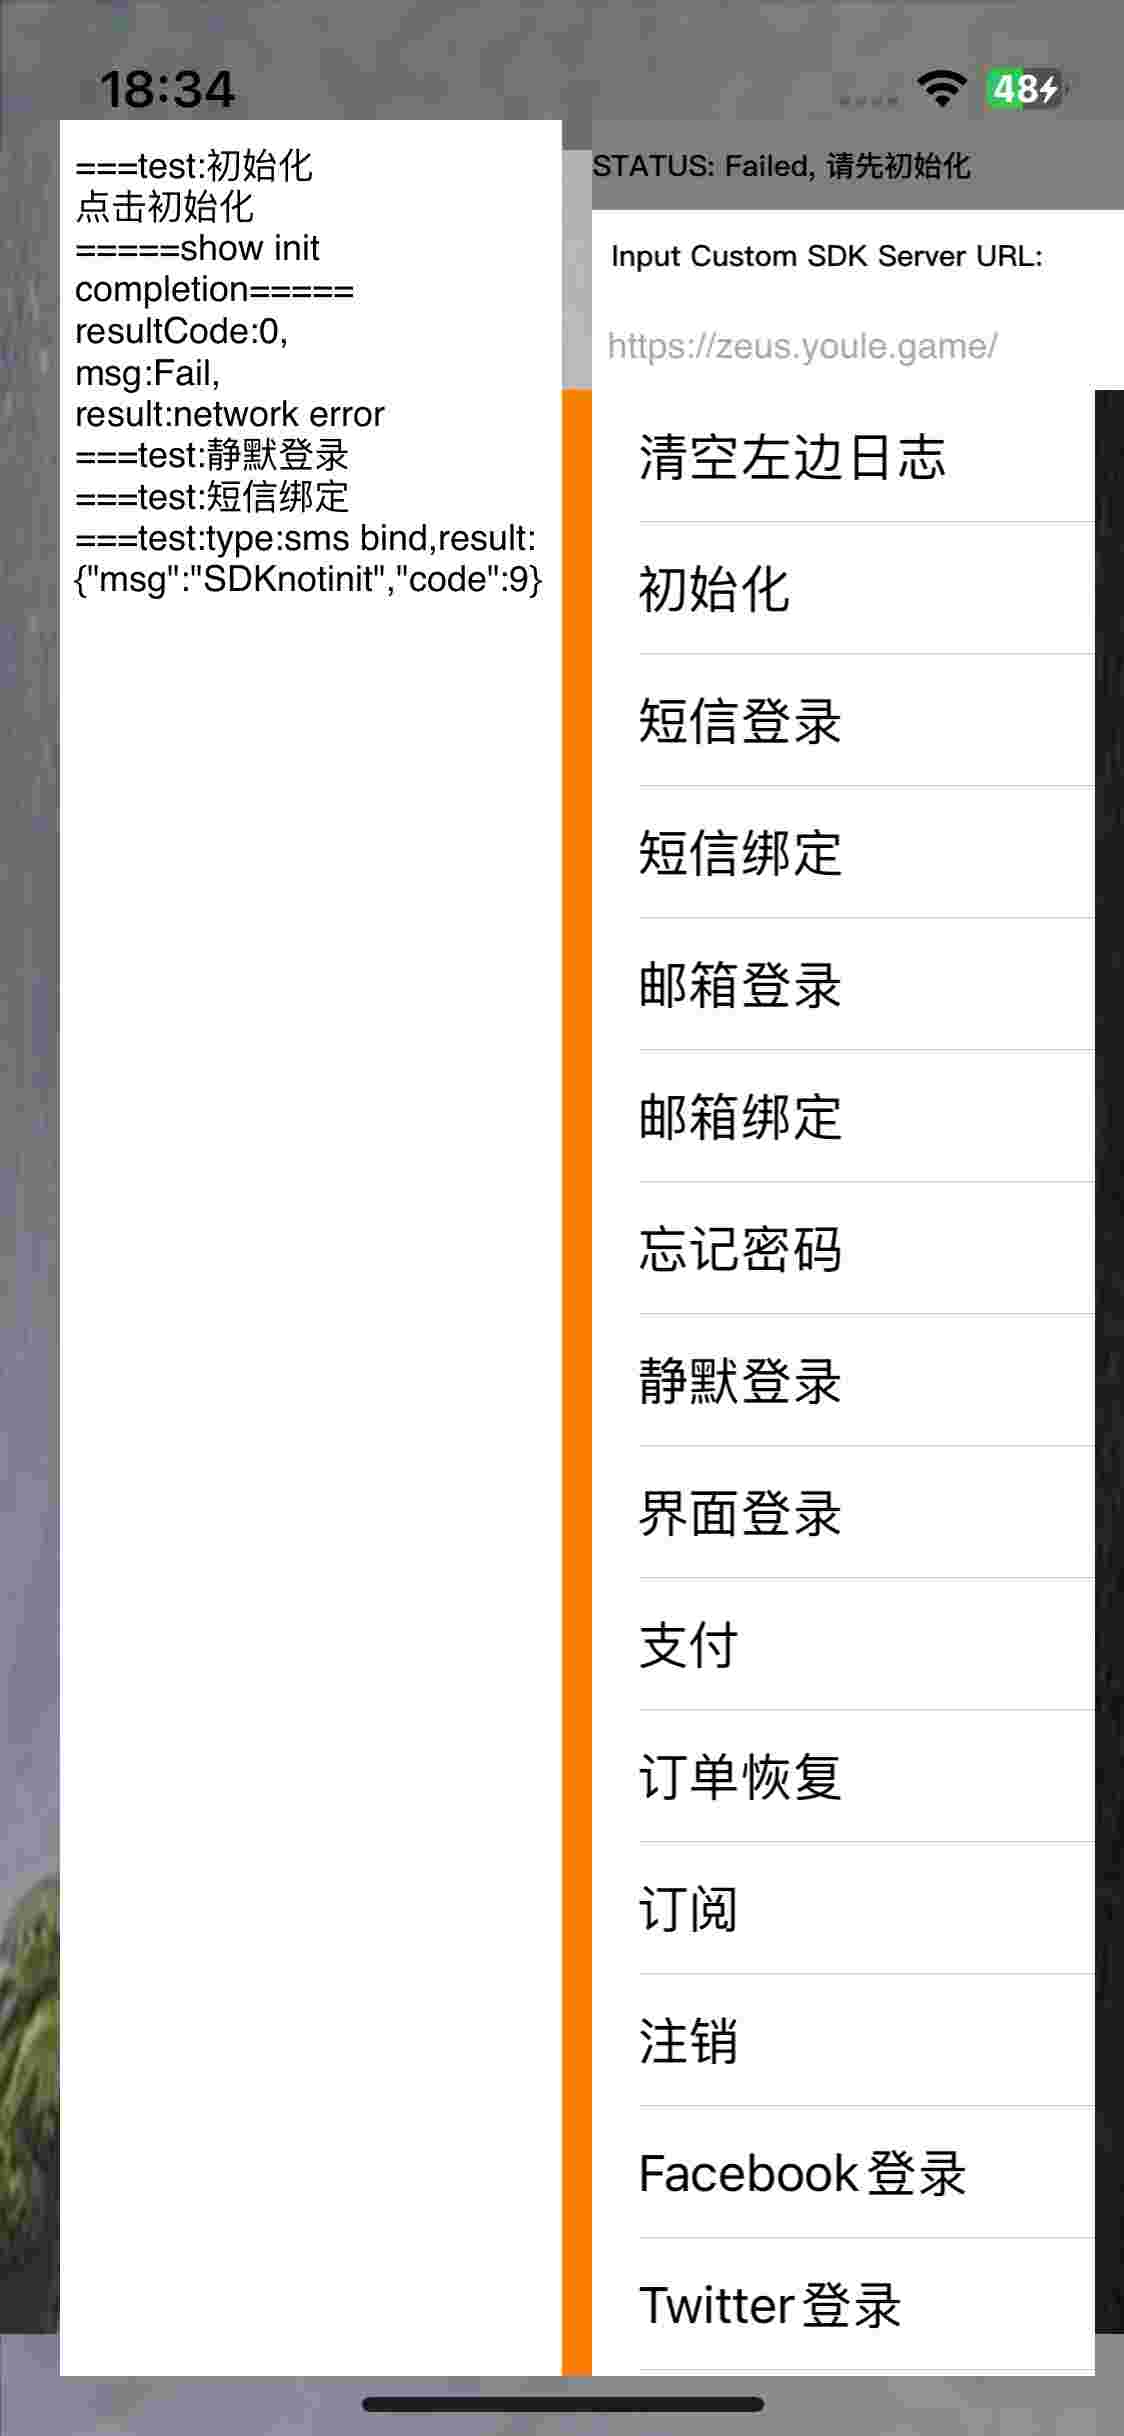 18:34
48
===test:初始化
点击初始化
=====show init
completion=====
resultCode:0,
msg:Fail,
result:network error
===test:静默登录
===test:短信绑定
===test:type:sms bind,result:
{"msg":"SDKnotinit","code":9}
STATUS: Failed, 请先初始化
Input Custom SDK Server URL:
https://zeus.youle.game/
清空左边日志
初始化
短信登录
短信绑定
邮箱登录
邮箱绑定
忘记密码
静默登录
界面登录
支付
订单恢复
订阅
注销
Facebook登录
Twitter登录